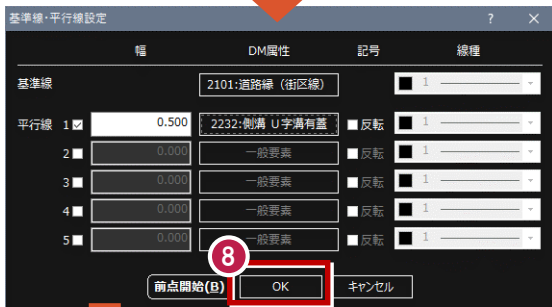 基準線・平行線設定 ? ×
幅 DM属性 記号 線種
基準線 2101:道路縁（街区線） 1
平行線 1 0.500 2232:側溝 U字溝有蓋 反転 1
2 0.000 一般要素 反転 1
3 0.000 一般要素 反転 1
4 0.000 一般要素 反転 1
5 0.000 一般要素 反転 1
8
前点開始(B) OK キャンセル